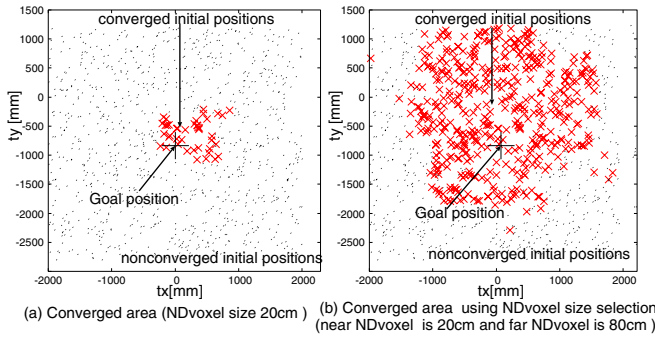 converged initial positions
1500
1000
500
0
-500
-1000
-1500
-2000
-2500
ty [mm]
Goal position
nonconverged initial positions
-2000 -1000 0 1000 2000
tx[mm]
(a) Converged area (NDvoxel size 20cm )
converged initial positions
1500
1000
500
0
-500
-1000
-1500
-2000
-2500
ty [mm]
Goal position
nonconverged initial positions
-2000 -1000 0 1000 2000
tx[mm]
(b) Converged area using NDvoxel size selection
(near NDvoxel is 20cm and far NDvoxel is 80cm )